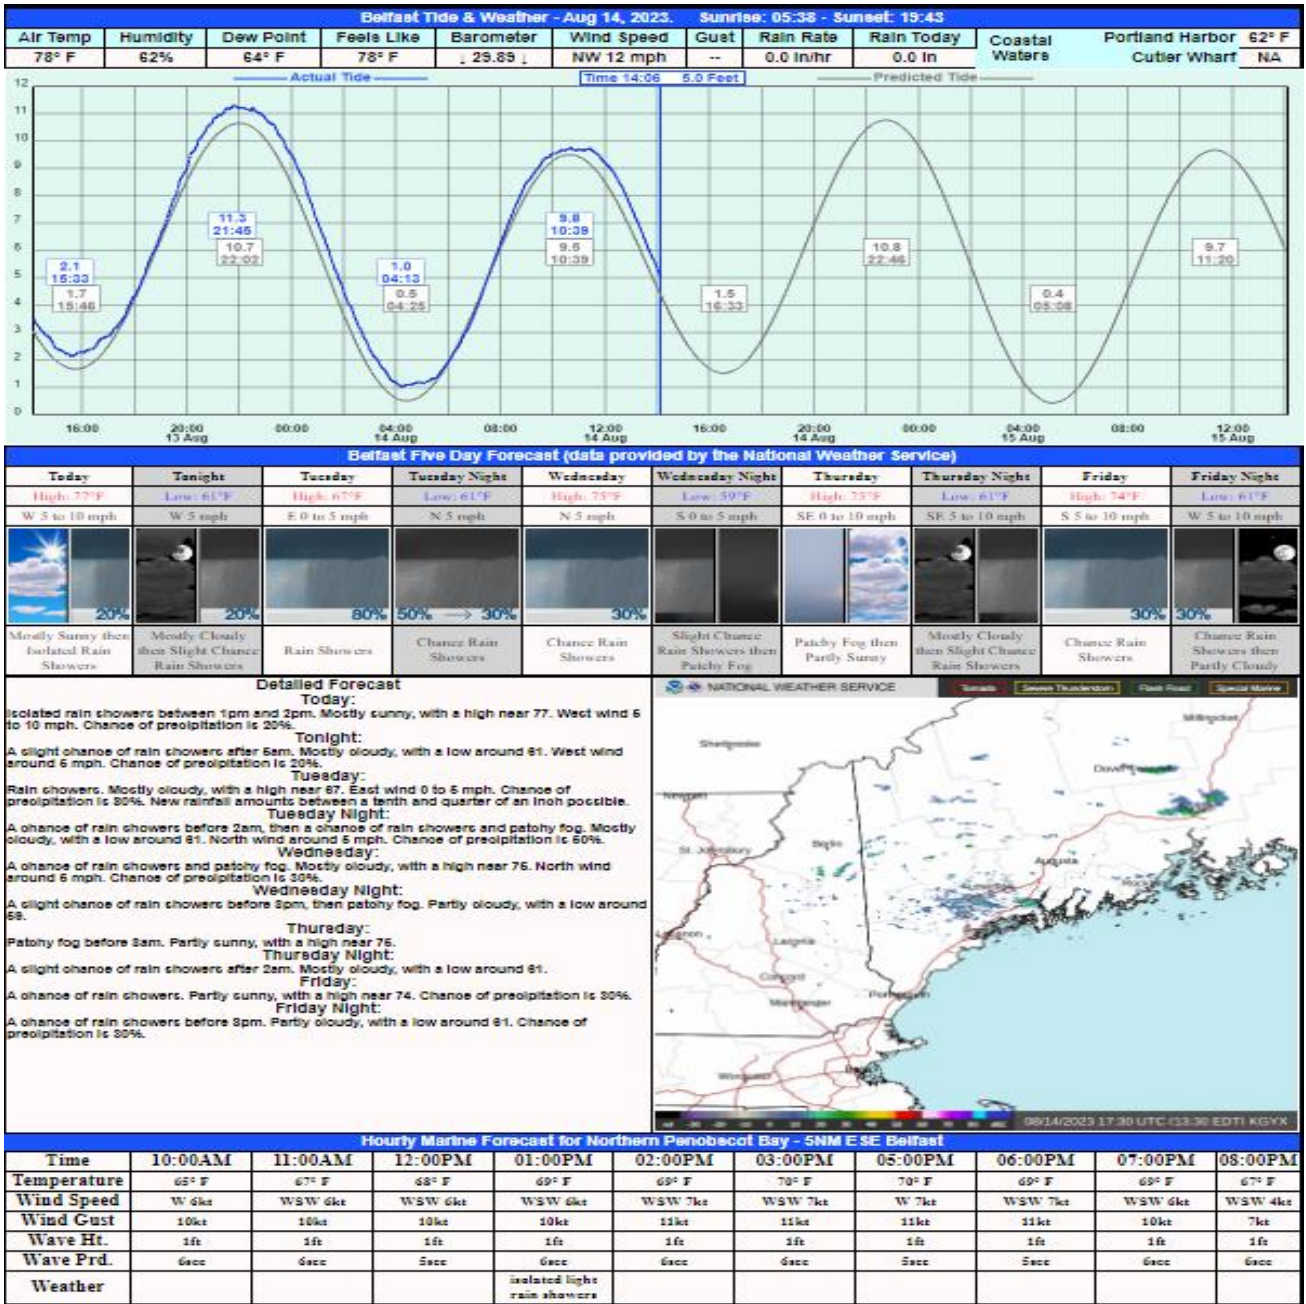 Belfast Tide & Weather - Aug 14, 2023. Sunrise: 05:38 - Sunset: 19:43
Air Temp Humidity Dew Point Feels Like Barometer Wind Speed Gust Rain Rate Rain Today Coastal Waters Portland Harbor 62° F
78° F 62% 64° F 78° F ↓ 29.89 ↓ NW 12 mph -- 0.0 in/hr 0.0 in Cutler Wharf NA
Actual Tide Time 14:06 5.0 Feet Predicted Tide
12
11
10
9
8
7
6
5
4
3
2
1
0
2.1
15:33
1.7
15:46
11.3
21:45
10.7
22:02
1.0
04:13
0.5
04:25
9.8
10:39
9.5
10:39
1.5
16:33
10.8
22:46
0.4
05:08
9.7
11:20
16:00 20:00 00:00 04:00 08:00 12:00 16:00 20:00 00:00 04:00 08:00 12:00
13 Aug 14 Aug 14 Aug 14 Aug 15 Aug 15 Aug
Belfast Five Day Forecast (data provided by the National Weather Service)
Today Tonight Tuesday Tuesday Night Wednesday Wednesday Night Thursday Thursday Night Friday Friday Night
High: 77°F Low: 61°F High: 67°F Low: 61°F High: 75°F Low: 59°F High: 75°F Low: 61°F High: 74°F Low: 61°F
W 5 to 10 mph W 5 mph E 0 to 5 mph N 5 mph N 5 mph S 0 to 5 mph SE 0 to 10 mph SE 5 to 10 mph S 5 to 10 mph W 5 to 10 mph
20% 20% 80% 50% → 30% 30% 30% 30%
Mostly Sunny then Isolated Rain Showers
Mostly Cloudy then Slight Chance Rain Showers
Rain Showers
Chance Rain Showers
Chance Rain Showers
Slight Chance Rain Showers then Patchy Fog
Patchy Fog then Partly Sunny
Mostly Cloudy then Slight Chance Rain Showers
Chance Rain Showers
Chance Rain Showers then Partly Cloudy
Detailed Forecast
Today:
Isolated rain showers between 1pm and 2pm. Mostly sunny, with a high near 77. West wind 5
to 10 mph. Chance of precipitation is 20%.
Tonight:
A slight chance of rain showers after 5am. Mostly cloudy, with a low around 61. West wind
around 5 mph. Chance of precipitation is 20%.
Tuesday:
Rain showers. Mostly cloudy, with a high near 67. East wind 0 to 5 mph. Chance of
precipitation is 80%. New rainfall amounts between a tenth and quarter of an inch possible.
Tuesday Night:
A chance of rain showers before 2am, then a chance of rain showers and patchy fog. Mostly
cloudy, with a low around 61. North wind around 5 mph. Chance of precipitation is 50%.
Wednesday:
A chance of rain showers and patchy fog. Mostly cloudy, with a high near 75. North wind
around 5 mph. Chance of precipitation is 30%.
Wednesday Night:
A slight chance of rain showers before 8pm, then patchy fog. Partly cloudy, with a low around
59.
Thursday:
Patchy fog before 8am. Partly sunny, with a high near 75.
Thursday Night:
A slight chance of rain showers after 2am. Mostly cloudy, with a low around 61.
Friday:
A chance of rain showers. Partly sunny, with a high near 74. Chance of precipitation is 30%.
Friday Night:
A chance of rain showers before 8pm. Partly cloudy, with a low around 61. Chance of
precipitation is 30%.
NATIONAL WEATHER SERVICE Tornado Severe Thunderstorm Flash Flood Special Marine
Millinocket
Sherbrooke
Dover
Newport
St. Johnsbury
Berlin
Augusta
Lebanon
Laconia
Concord
Manchester
Portsmouth
Worcester
08/14/2023 17:30 UTC (13:30 EDT) KGYX
Hourly Marine Forecast for Northern Penobscot Bay - 5NM ESE Belfast
Time 10:00AM 11:00AM 12:00PM 01:00PM 02:00PM 03:00PM 05:00PM 06:00PM 07:00PM 08:00PM
Temperature 65° F 67° F 68° F 69° F 69° F 70° F 70° F 69° F 69° F 67° F
Wind Speed W 6kt WSW 6kt WSW 6kt WSW 6kt WSW 7kt WSW 7kt W 7kt WSW 7kt WSW 6kt WSW 4kt
Wind Gust 10kt 10kt 10kt 10kt 11kt 11kt 11kt 11kt 10kt 7kt
Wave Ht. 1ft 1ft 1ft 1ft 1ft 1ft 1ft 1ft 1ft 1ft
Wave Prd. 6sec 6sec 5sec 6sec 6sec 6sec 5sec 5sec 6sec 6sec
Weather isolated light rain showers